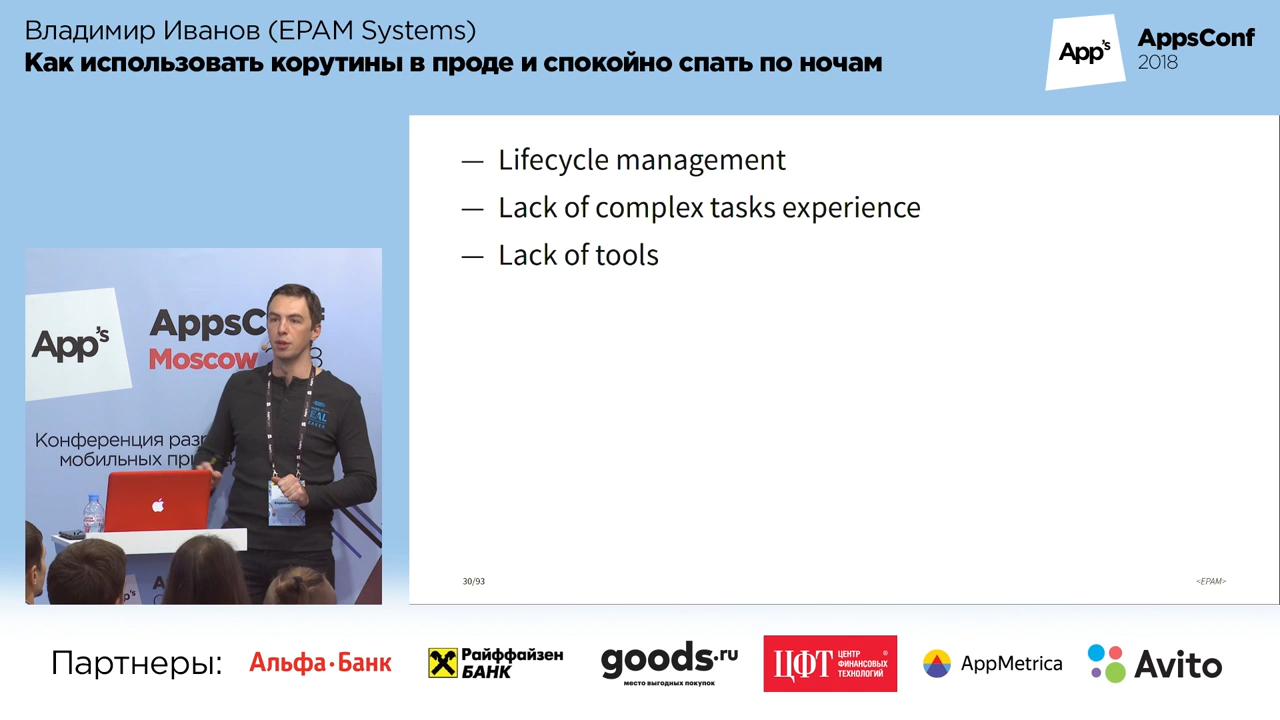 Владимир Иванов (EPAM Systems)
Как использовать корутины в проде и спокойно спать по ночам
App's
AppsConf
2018
— Lifecycle management
— Lack of complex tasks experience
— Lack of tools
30/93
<EPAM>
App's
AppsC
Moscow
Конференция раз
мобильных пр
Партнеры:
Альфа·Банк
Райффайзен
БАНК
goods.ru
место выгодных покупок
ЦФТ
ЦЕНТР
ФИНАНСОВЫХ
ТЕХНОЛОГИЙ
®
AppMetrica
Avito